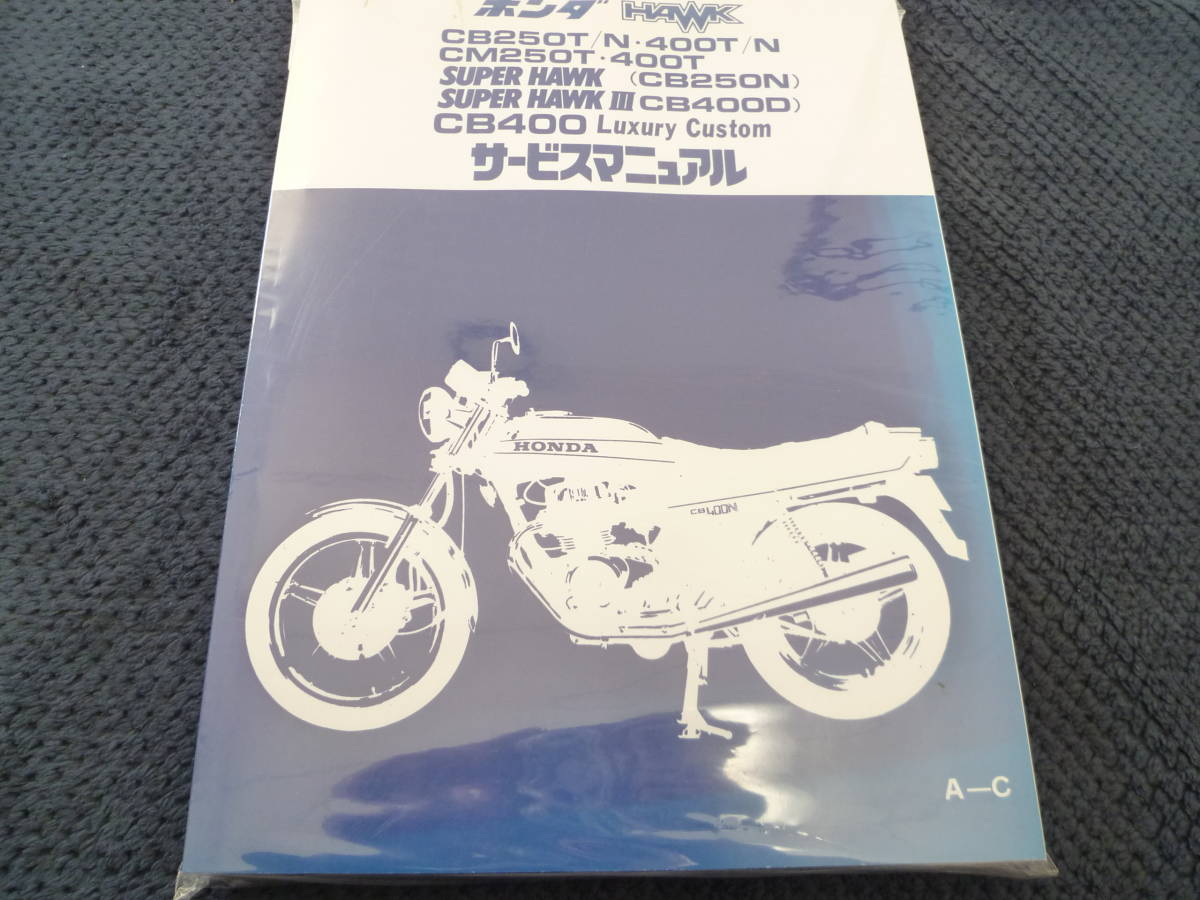 ホンダ HAWK
CB250T/N・400T/N
CM250T・400T
SUPER HAWK (CB250N)
SUPER HAWK III CB400D)
CB400 Luxury Custom
サービスマニュアル
HONDA
CB400N
A—C